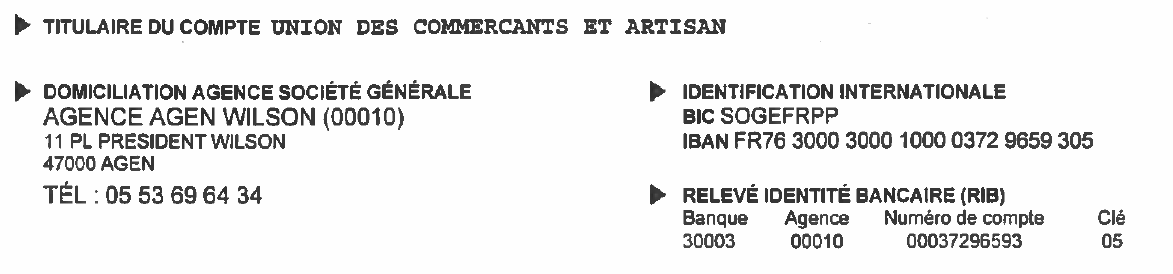 TITULAIRE DU COMPTE UNION DES COMMERCANTS ET ARTISAN
DOMICILIATION AGENCE SOCIÉTÉ GÉNÉRALE
AGENCE AGEN WILSON (00010)
11 PL PRESIDENT WILSON
47000 AGEN
TÉL : 05 53 69 64 34
IDENTIFICATION INTERNATIONALE
BIC SOGEFRPP
IBAN FR76 3000 3000 1000 0372 9659 305
RELEVÉ IDENTITÉ BANCAIRE (RIB)
Banque Agence Numéro de compte Clé
30003 00010 00037296593 05